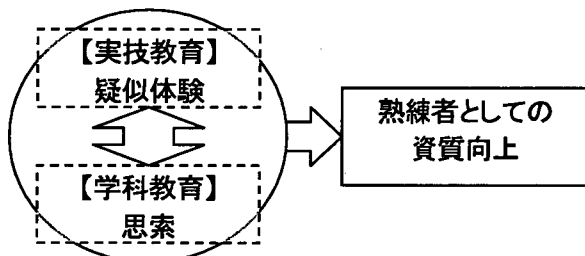 【実技教育】
疑似体験
【学科教育】
思索
熟練者としての
資質向上